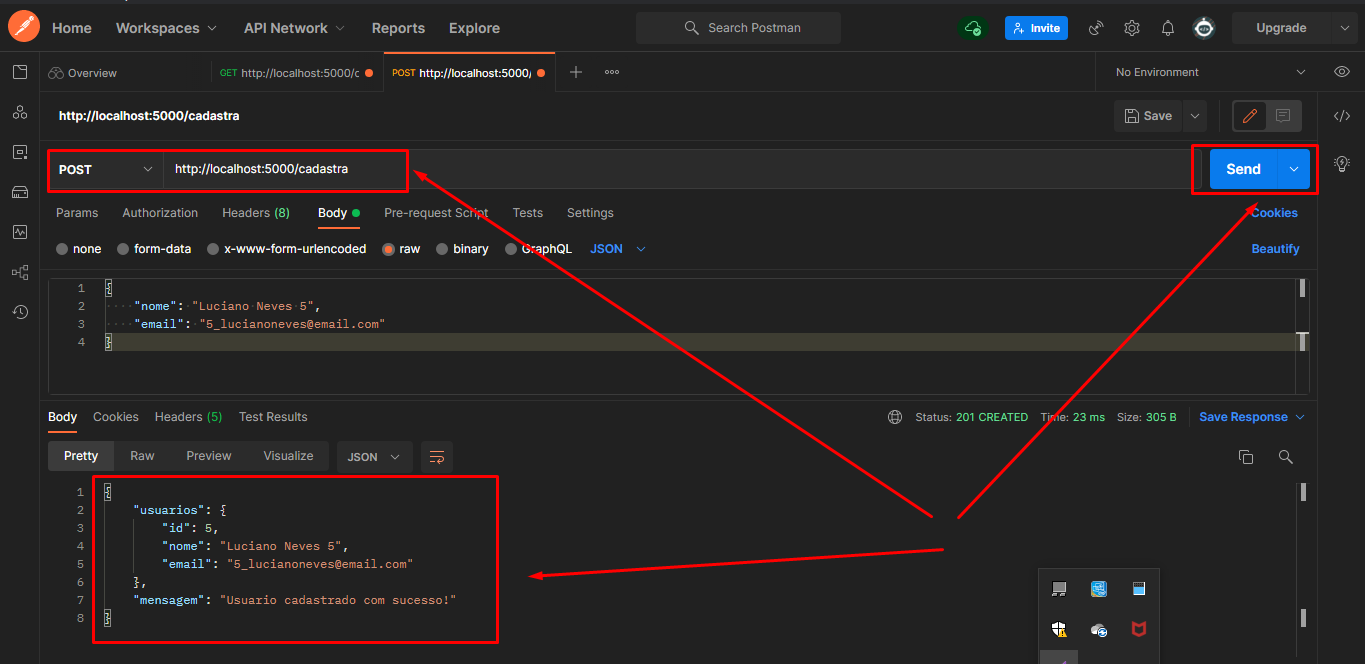 Home Workspaces API Network Reports Explore Search Postman Invite Upgrade
Overview GET http://localhost:5000/c POST http://localhost:5000/ No Environment
http://localhost:5000/cadastra Save
POST http://localhost:5000/cadastra Send
Params Authorization Headers (8) Body Pre-request Script Tests Settings Cookies
none form-data x-www-form-urlencoded raw binary GraphQL JSON Beautify
1 {
2 "nome": "Luciano Neves 5",
3 "email": "5_lucianoneves@email.com"
4 }
Body Cookies Headers (5) Test Results Status: 201 CREATED Time: 23 ms Size: 305 B Save Response
Pretty Raw Preview Visualize JSON
1 {
2 "usuarios": {
3 "id": 5,
4 "nome": "Luciano Neves 5",
5 "email": "5_lucianoneves@email.com"
6 },
7 "mensagem": "Usuario cadastrado com sucesso!"
8 }